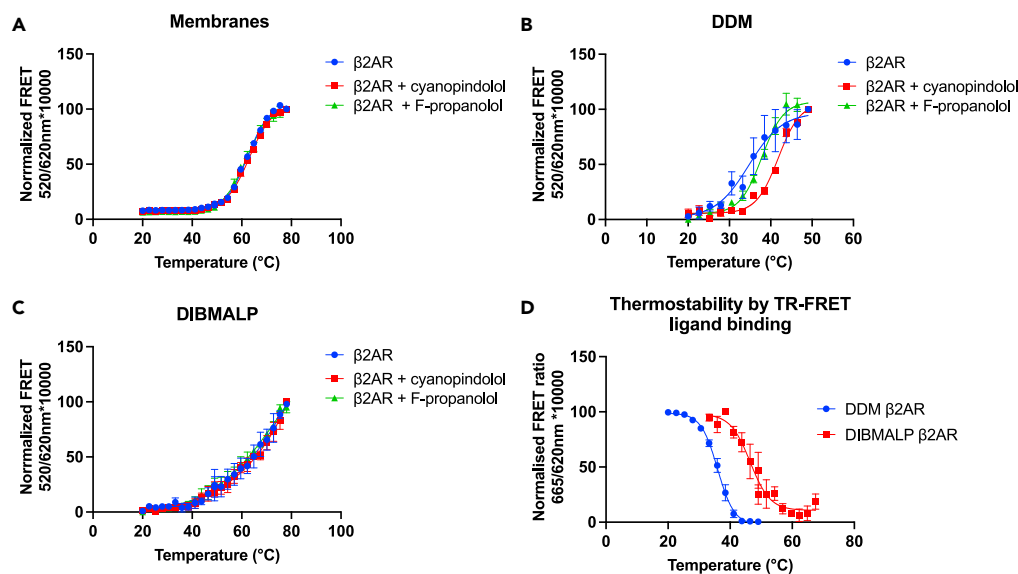 A
Membranes
Normalized FRET
520/620nm*10000
150
100
50
0
0 20 40 60 80 100
Temperature (°C)
β2AR
β2AR + cyanopindolol
β2AR + F-propanolol
B
DDM
Normalized FRET
520/620nm*10000
150
100
50
0
0 10 20 30 40 50 60
Temperature (°C)
β2AR
β2AR + cyanopindolol
β2AR + F-propanolol
C
DIBMALP
Normalized FRET
520/620nm*10000
150
100
50
0
0 20 40 60 80 100
Temperature (°C)
β2AR
β2AR + cyanopindolol
β2AR + F-propanolol
D
Thermostability by TR-FRET
ligand binding
Normalised FRET ratio
665/620nm *10000
150
100
50
0
0 20 40 60 80
Temperature (°C)
DDM β2AR
DIBMALP β2AR